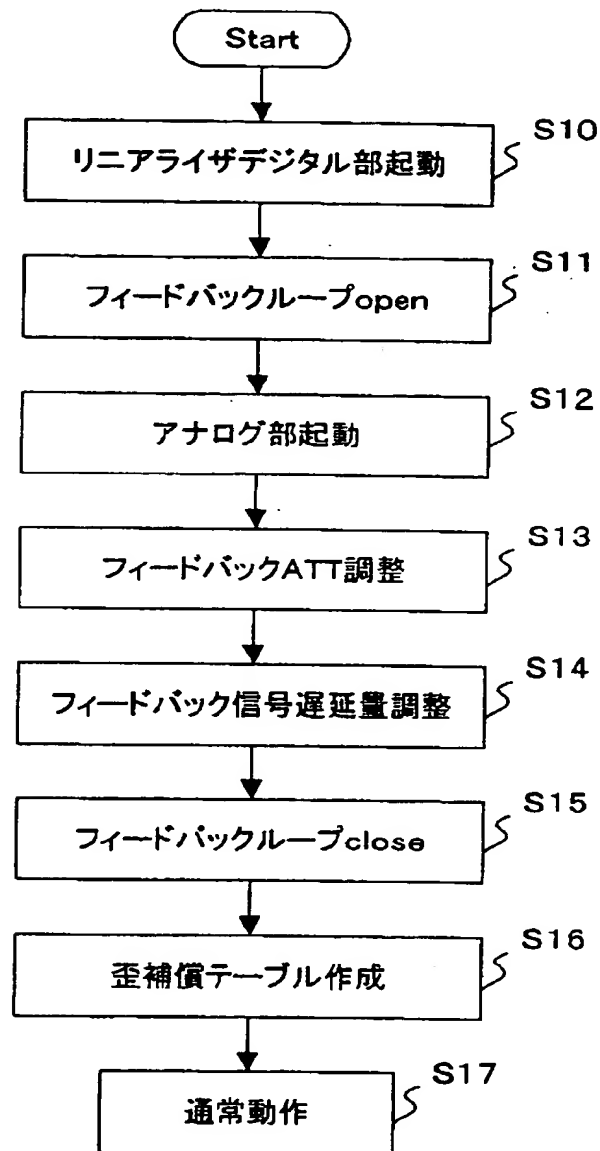 Start
リニアライザデジタル部起動
S10
フィードバックループopen
S11
アナログ部起動
S12
フィードバックATT調整
S13
フィードバック信号遅延量調整
S14
フィードバックループclose
S15
歪補償テーブル作成
S16
通常動作
S17